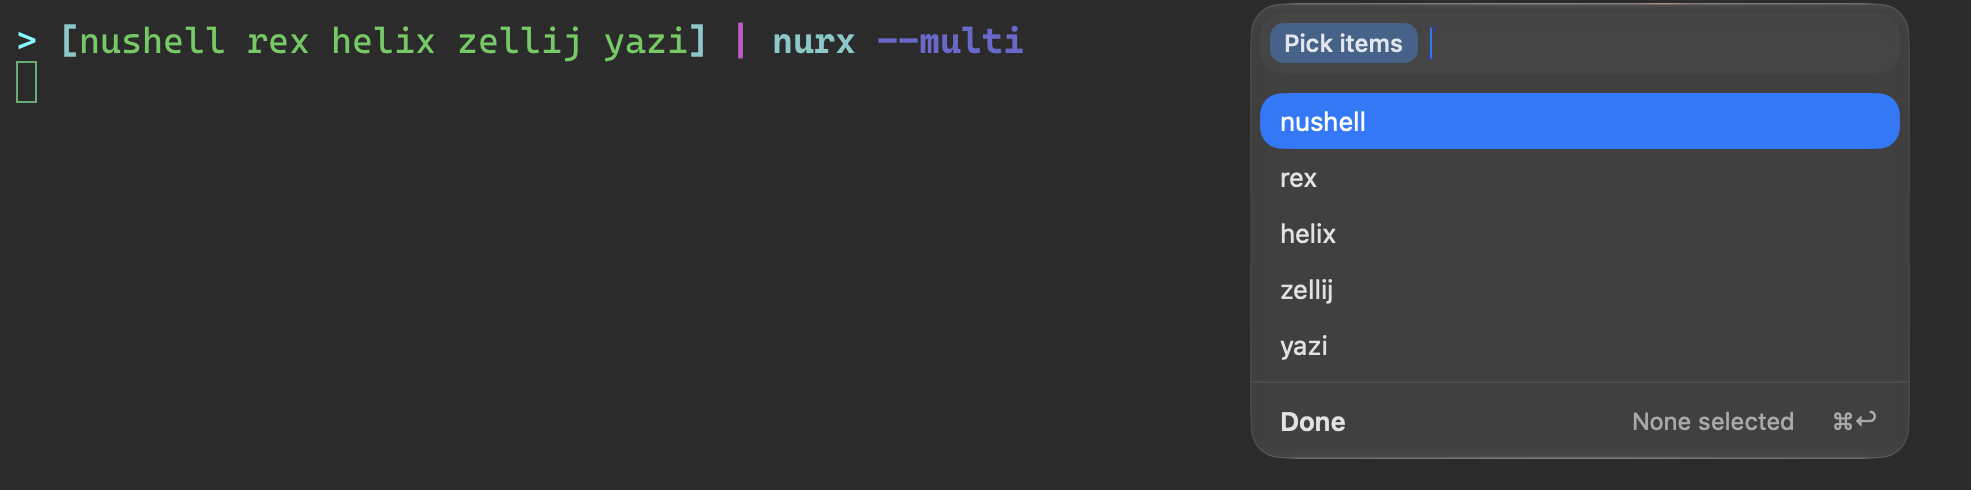 > [nushell rex helix zellij yazi] | nurx --multi
Pick items
nushell
rex
helix
zellij
yazi
Done None selected ⌘↩